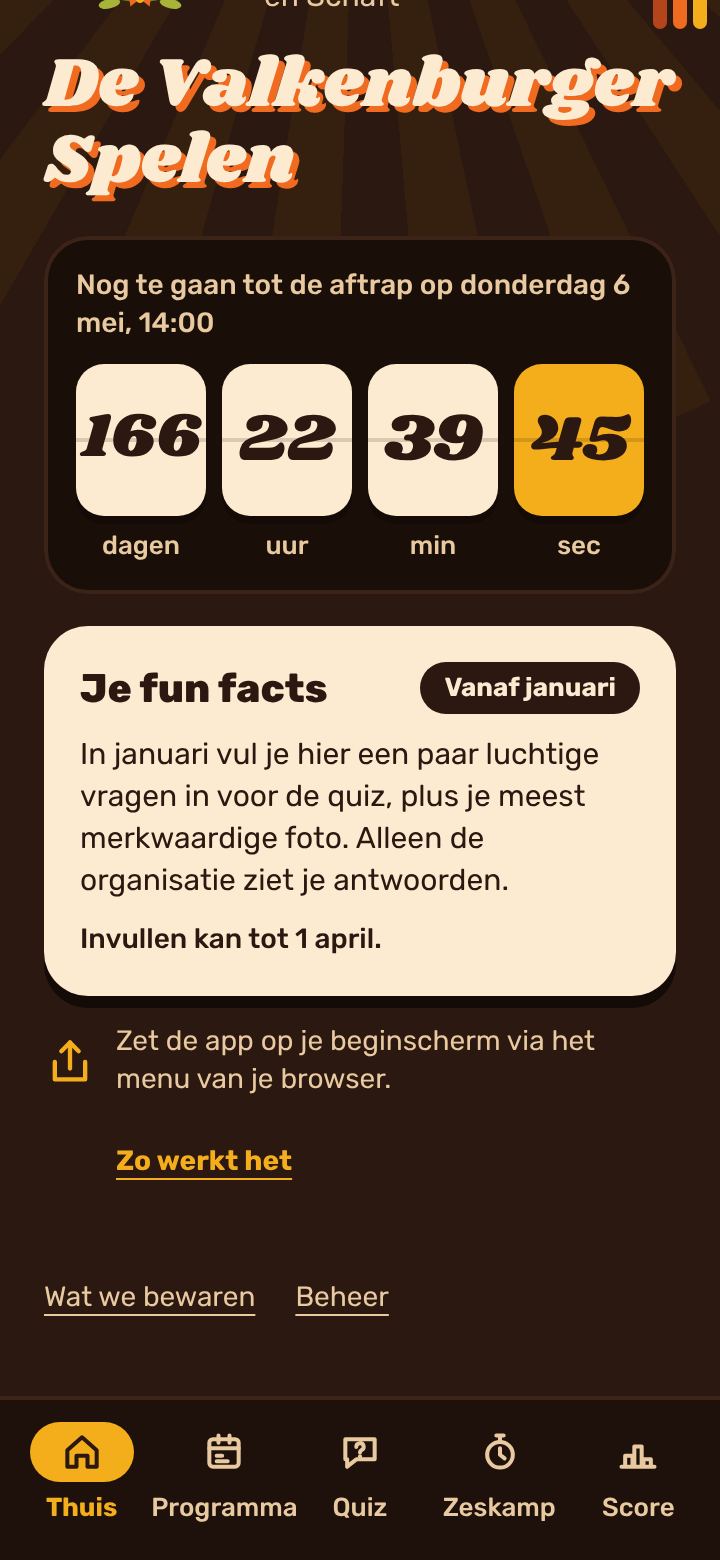 en Schaft
De Valkenburger
Spelen
Nog te gaan tot de aftrap op donderdag 6
mei, 14:00
166 22 39 45
dagen uur min sec
Je fun facts Vanaf januari
In januari vul je hier een paar luchtige
vragen in voor de quiz, plus je meest
merkwaardige foto. Alleen de
organisatie ziet je antwoorden.
Invullen kan tot 1 april.
Zet de app op je beginscherm via het
menu van je browser.
Zo werkt het
Wat we bewaren Beheer
Thuis Programma Quiz Zeskamp Score